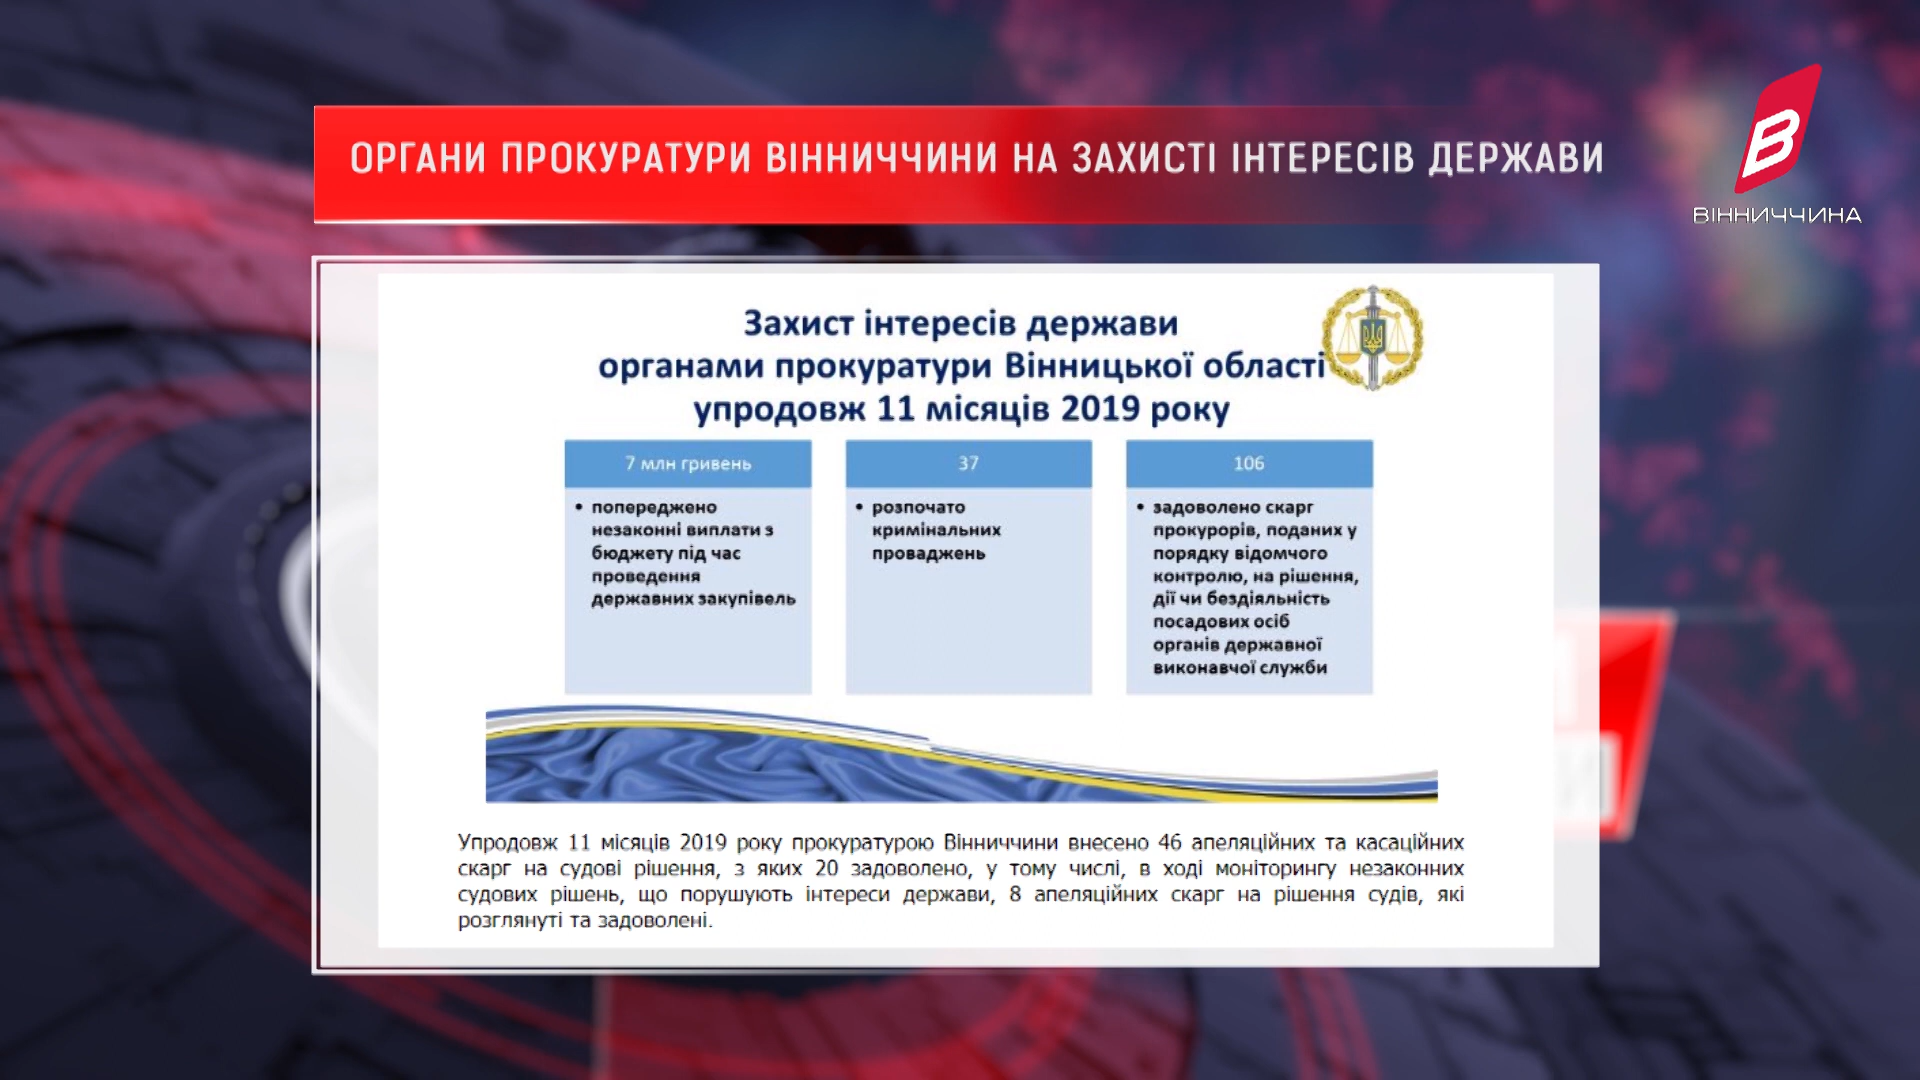 ОРГАНИ ПРОКУРАТУРИ ВІННИЧЧИНИ НА ЗАХИСТІ ІНТЕРЕСІВ ДЕРЖАВИ
В
ВІННИЧЧИНА
Захист інтересів держави
органами прокуратури Вінницької області
упродовж 11 місяців 2019 року
7 млн гривень
• попереджено
незаконні виплати з
бюджету під час
проведення
державних закупівель
37
• розпочато
кримінальних
проваджень
106
• задоволено скарг
прокурорів, поданих у
порядку відомчого
контролю, на рішення,
дії чи бездіяльність
посадових осіб
органів державної
виконавчої служби
Упродовж 11 місяців 2019 року прокуратурою Вінниччини внесено 46 апеляційних та касаційних
скарг на судові рішення, з яких 20 задоволено, у тому числі, в ході моніторингу незаконних
судових рішень, що порушують інтереси держави, 8 апеляційних скарг на рішення судів, які
розглянуті та задоволені.